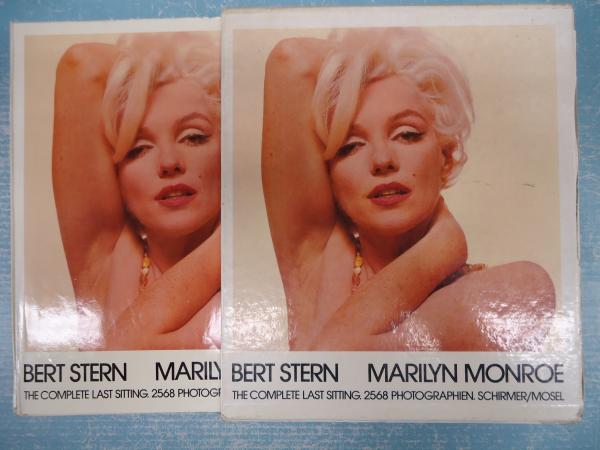 BERT STERN MARILY
THE COMPLETE LAST SITTING. 2568 PHOTOGR
BERT STERN MARILYN MONROE
THE COMPLETE LAST SITTING. 2568 PHOTOGRAPHIEN. SCHIRMER/MOSEL